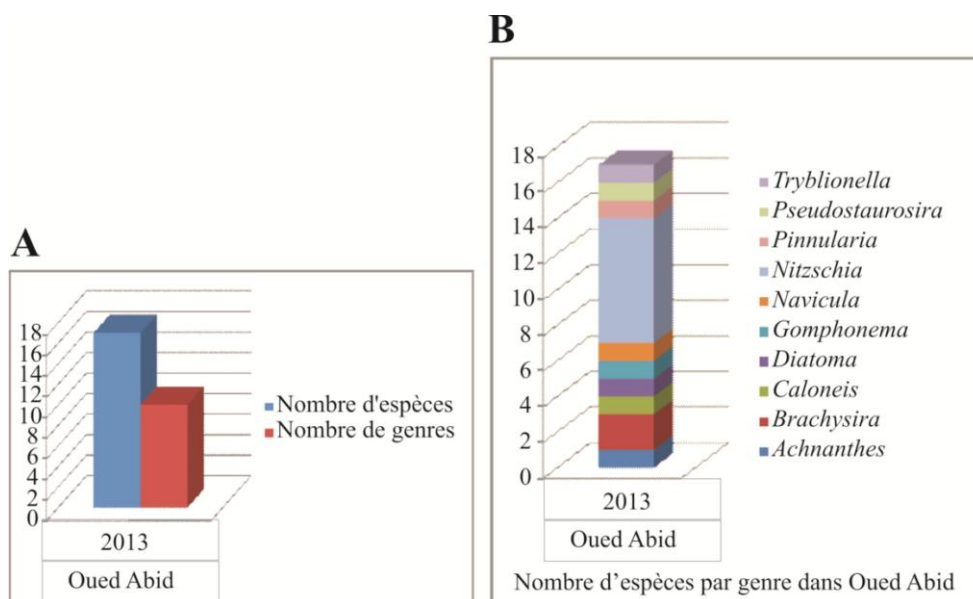 A
18
16
14
12
10
8
6
4
2
0
Nombre d'espèces
Nombre de genres
2013
Oued Abid
B
18
16
14
12
10
8
6
4
2
0
Tryblionella
Pseudostaurosira
Pinnularia
Nitzschia
Navicula
Gomphonema
Diatoma
Caloneis
Brachysira
Achnanthes
2013
Oued Abid
Nombre d’espèces par genre dans Oued Abid